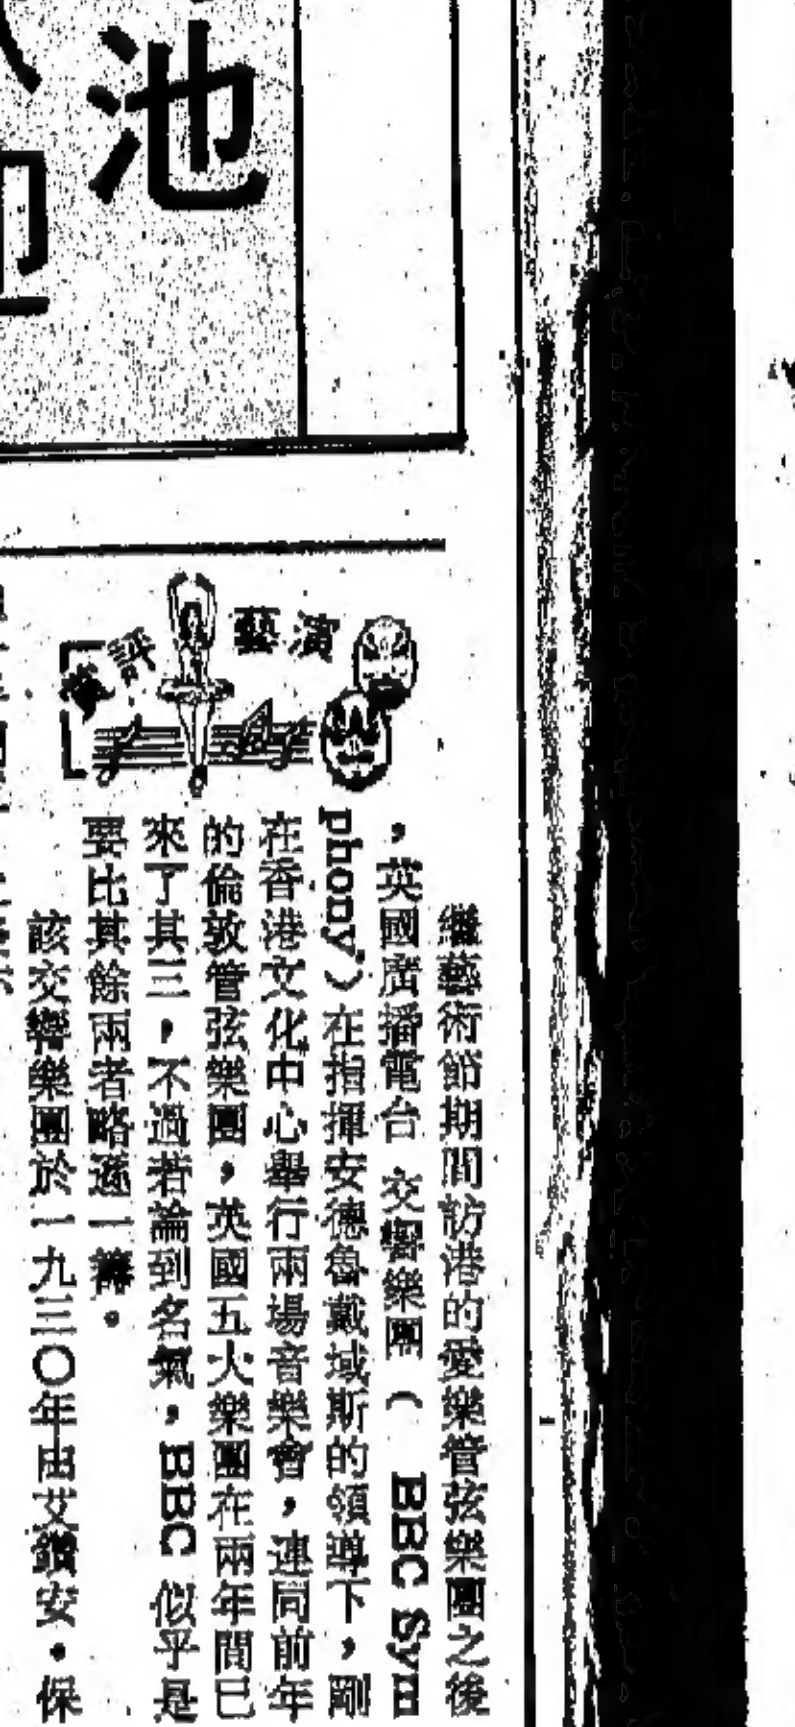 池
演藝評賞
繼藝術節期間訪港的愛樂管弦樂團之後
,英國廣播電台 交響樂團 ( BBC Sym
phony)在指揮安德魯戴域斯的領導下,剛
在香港文化中心舉行兩場音樂會,連同前年
的倫敦管弦樂團,英國五大樂團在兩年間已
來了其三,不過若論到名氣,BBC 似乎是
要比其餘兩者略遜一籌。
該交響樂團於一九三〇年由艾鑽安·保